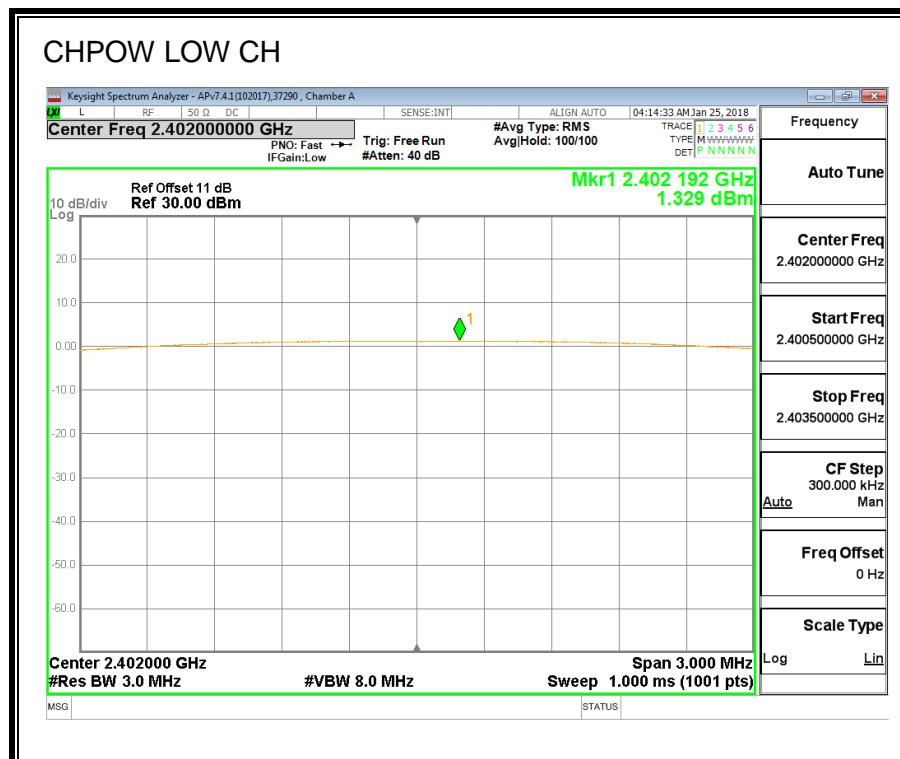 CHPOW LOW CH
Keysight Spectrum Analyzer - APv7.4.1(102017),37290 , Chamber A
LXI L RF 50 Ω DC SENSE:INT ALIGN AUTO 04:14:33 AM Jan 25, 2018
Center Freq 2.402000000 GHz
PNO: Fast
IFGain:Low
Trig: Free Run
#Atten: 40 dB
#Avg Type: RMS
Avg|Hold: 100/100
TRACE 1 2 3 4 5 6
TYPE M WWWWW
DET P N N N N N
Mkr1 2.402 192 GHz
1.329 dBm
Ref Offset 11 dB
10 dB/div Ref 30.00 dBm
Log
20.0
10.0
0.00
-10.0
-20.0
-30.0
-40.0
-50.0
-60.0
1
Center 2.402000 GHz
Span 3.000 MHz
#Res BW 3.0 MHz
#VBW 8.0 MHz
Sweep 1.000 ms (1001 pts)
MSG
STATUS
Frequency
Auto Tune
Center Freq
2.402000000 GHz
Start Freq
2.400500000 GHz
Stop Freq
2.403500000 GHz
CF Step
300.000 kHz
Auto Man
Freq Offset
0 Hz
Scale Type
Log Lin